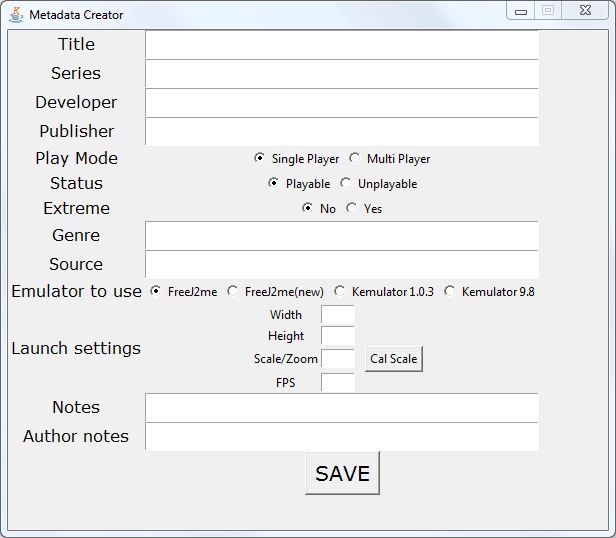 Metadata Creator
Title
Series
Developer
Publisher
Play Mode Single Player Multi Player
Status Playable Unplayable
Extreme No Yes
Genre
Source
Emulator to use FreeJ2me FreeJ2me(new) Kemulator 1.0.3 Kemulator 9.8
Width
Height
Launch settings
Scale/Zoom Cal Scale
FPS
Notes
Author notes
SAVE